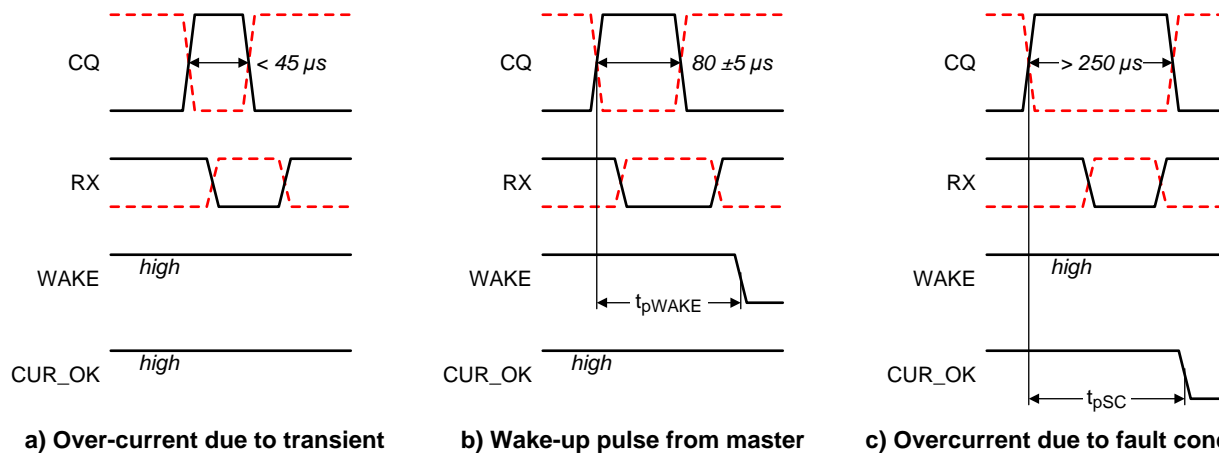 CQ
< 45 µs
RX
WAKE
high
CUR_OK
high
a) Over-current due to transient
CQ
80 ±5 µs
RX
WAKE
tpWAKE
CUR_OK
high
b) Wake-up pulse from master
CQ
> 250 µs
RX
WAKE
high
CUR_OK
tpSC
c) Overcurrent due to fault